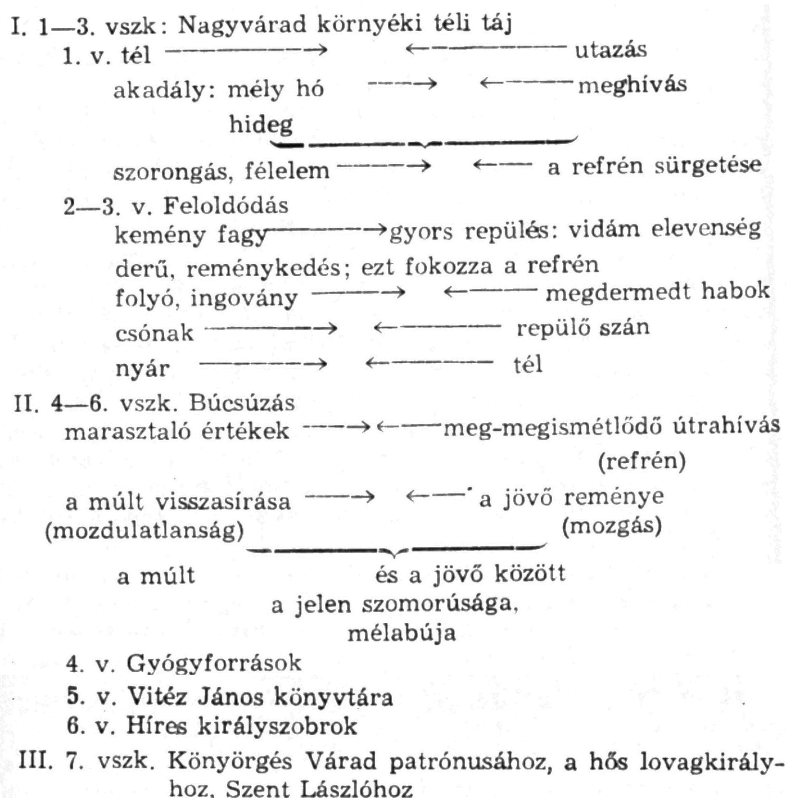 I. 1—3. vszk: Nagyvárad környéki téli táj
1. v. tél ⟶ ⟵ utazás
akadály: mély hó ⟶ ⟵ meghívás
hideg
szorongás, félelem ⟶ ⟵ a refrén sürgetése
2—3. v. Feloldódás
kemény fagy ⟶ gyors repülés: vidám elevenség
derű, reménykedés; ezt fokozza a refrén
folyó, ingovány ⟶ ⟵ megdermedt habok
csónak ⟶ ⟵ repülő szán
nyár ⟶ ⟵ tél
II. 4—6. vszk. Búcsúzás
marasztaló értékek ⟶ ⟵ meg-megismétlődő útrahívás
(refrén)
a múlt visszasírása ⟶ ⟵ a jövő reménye
(mozdulatlanság) (mozgás)
a múlt és a jövő között
a jelen szomorúsága,
mélabúja
4. v. Gyógyforrások
5. v. Vitéz János könyvtára
6. v. Híres királyszobrok
III. 7. vszk. Könyörgés Várad patrónusához, a hős lovagkirály-
hoz, Szent Lászlóhoz